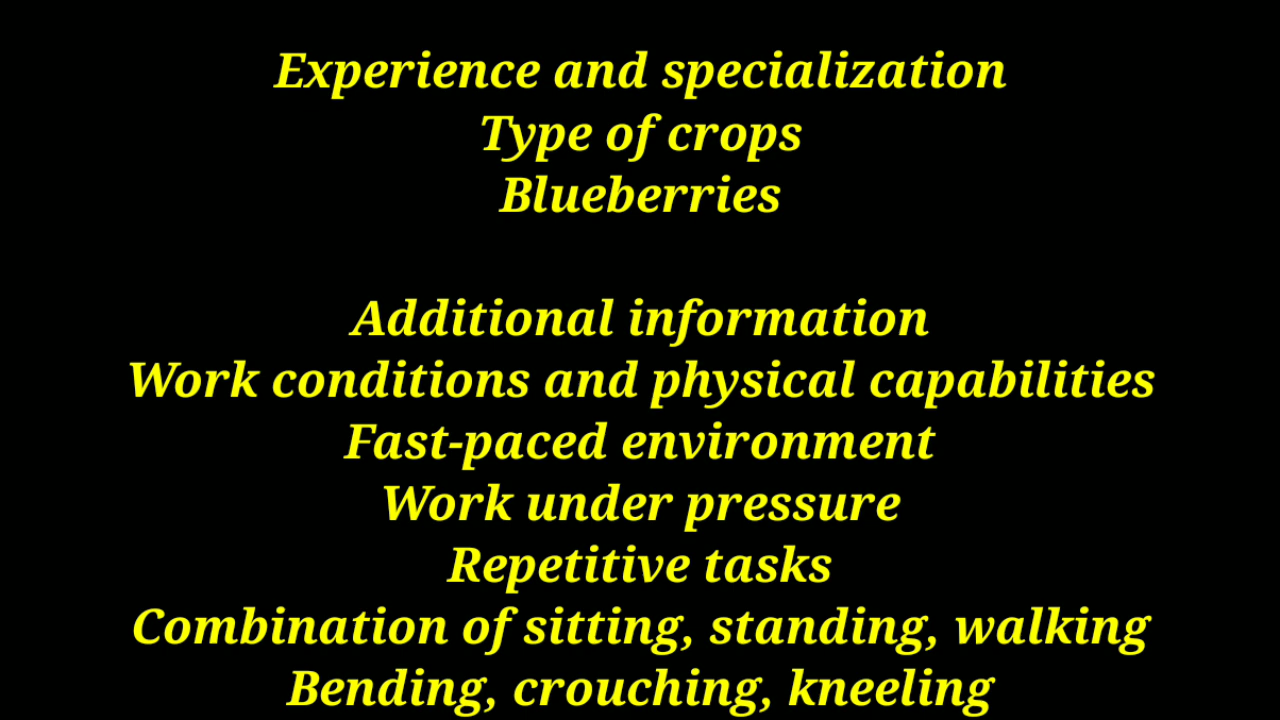 Experience and specialization
Type of crops
Blueberries
Additional information
Work conditions and physical capabilities
Fast-paced environment
Work under pressure
Repetitive tasks
Combination of sitting, standing, walking
Bending, crouching, kneeling